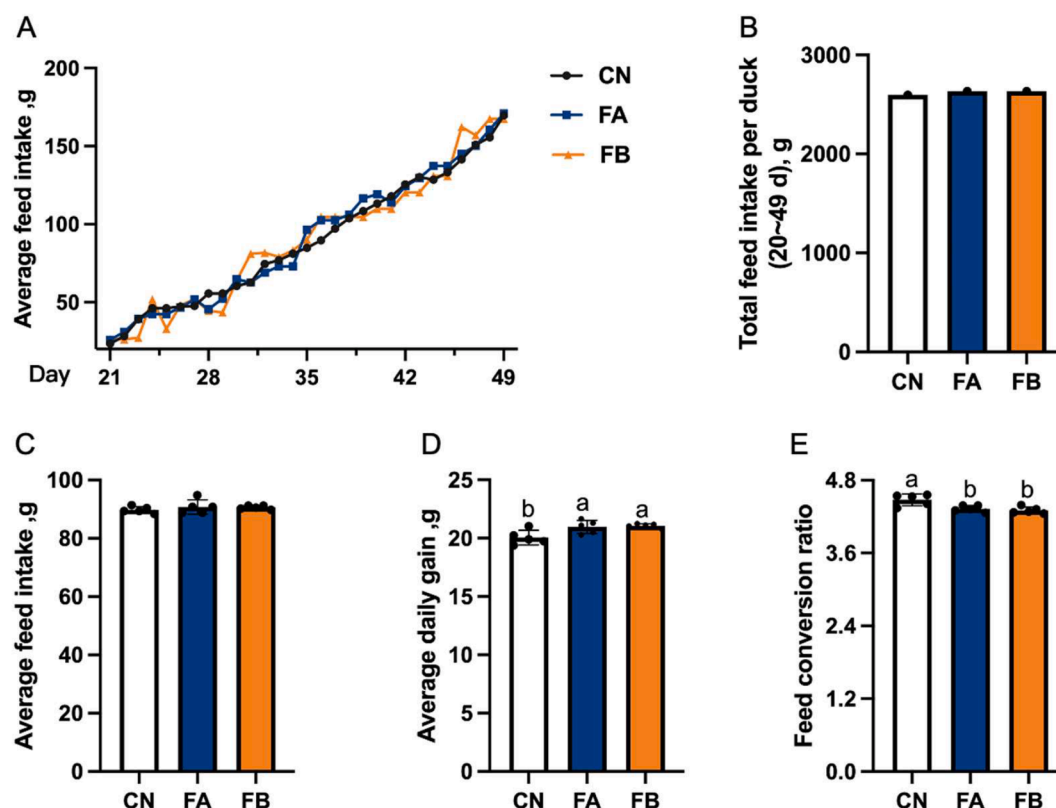 A
Average feed intake ,g
200
150
100
50
Day
21
28
35
42
49
CN
FA
FB
B
Total feed intake per duck
(20~49 d), g
3000
2000
1000
0
CN
FA
FB
C
Average feed intake ,g
100
80
60
40
20
0
CN
FA
FB
D
Average daily gain ,g
25
20
15
10
5
0
b
a
a
CN
FA
FB
E
Feed conversion ratio
4.8
3.6
2.4
1.2
0.0
a
b
b
CN
FA
FB